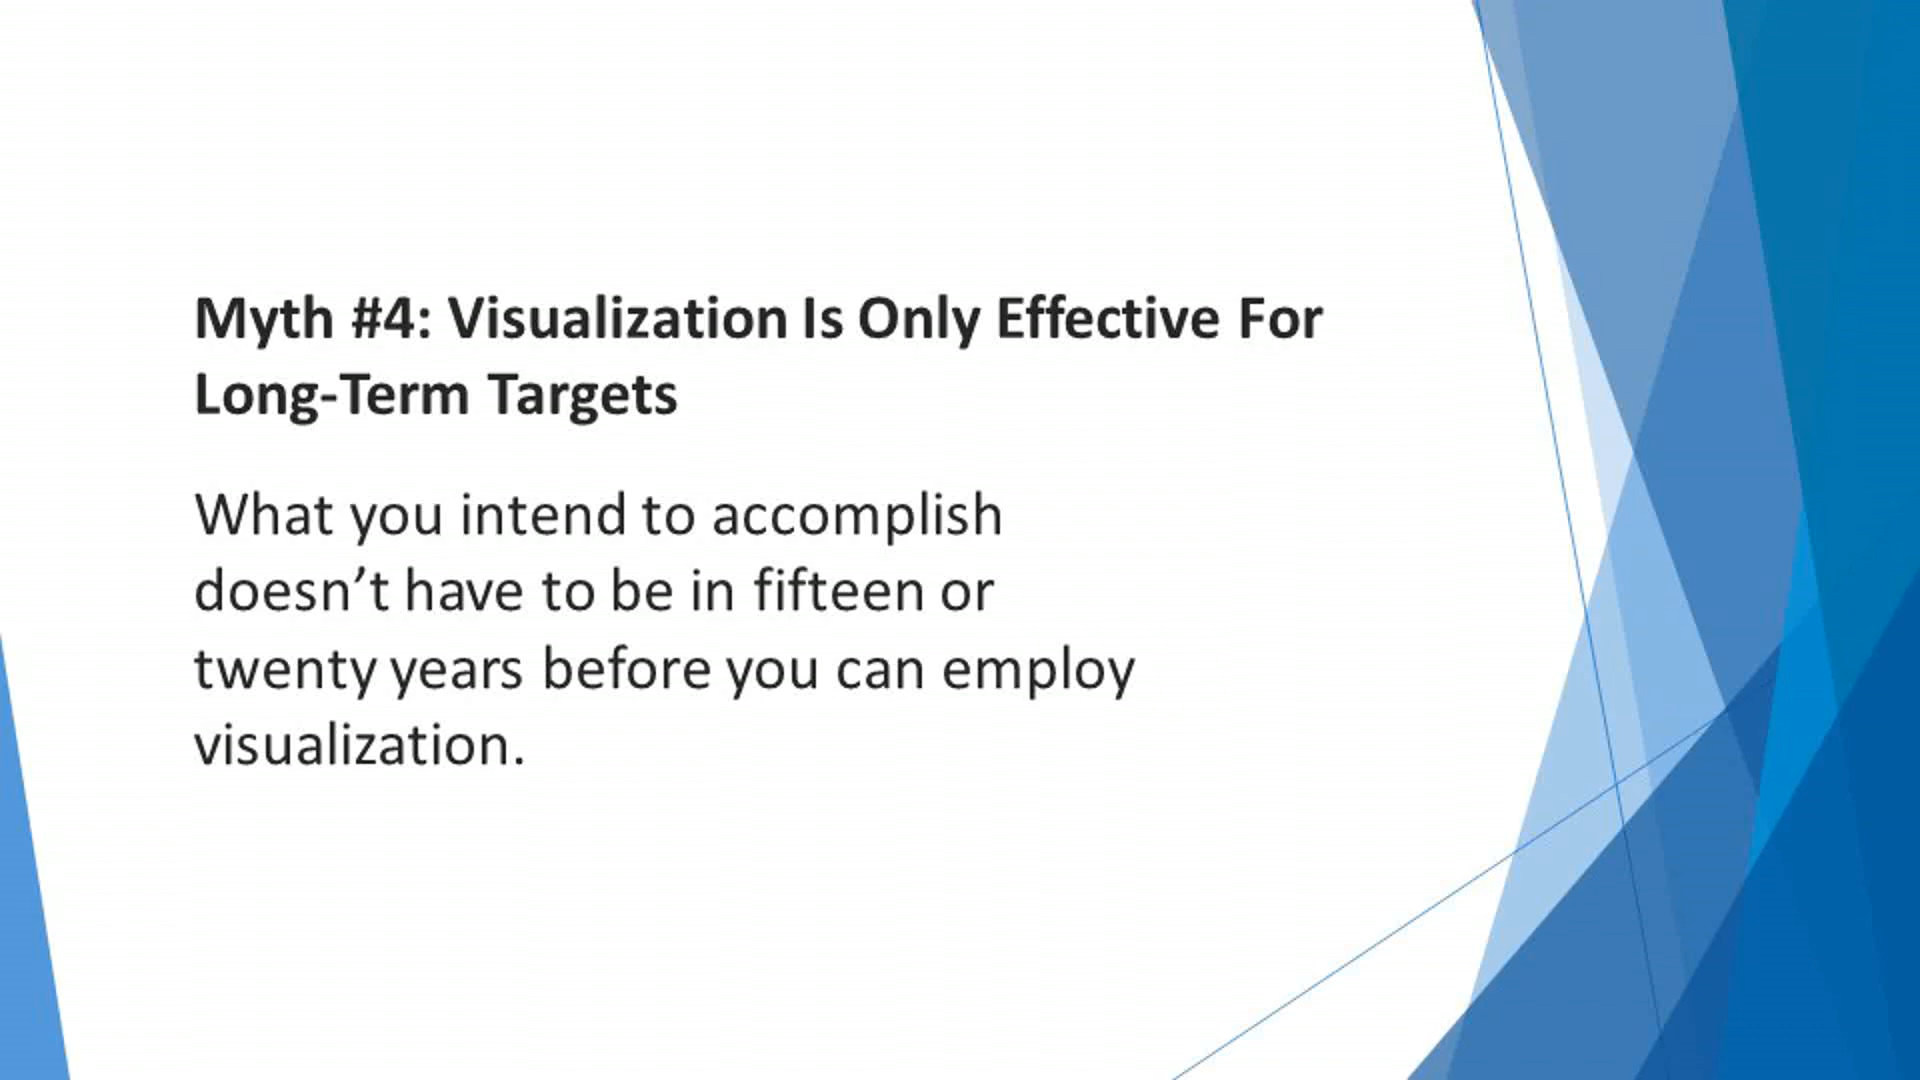 Myth #4: Visualization Is Only Effective For
Long-Term Targets
What you intend to accomplish
doesn’t have to be in fifteen or
twenty years before you can employ
visualization.